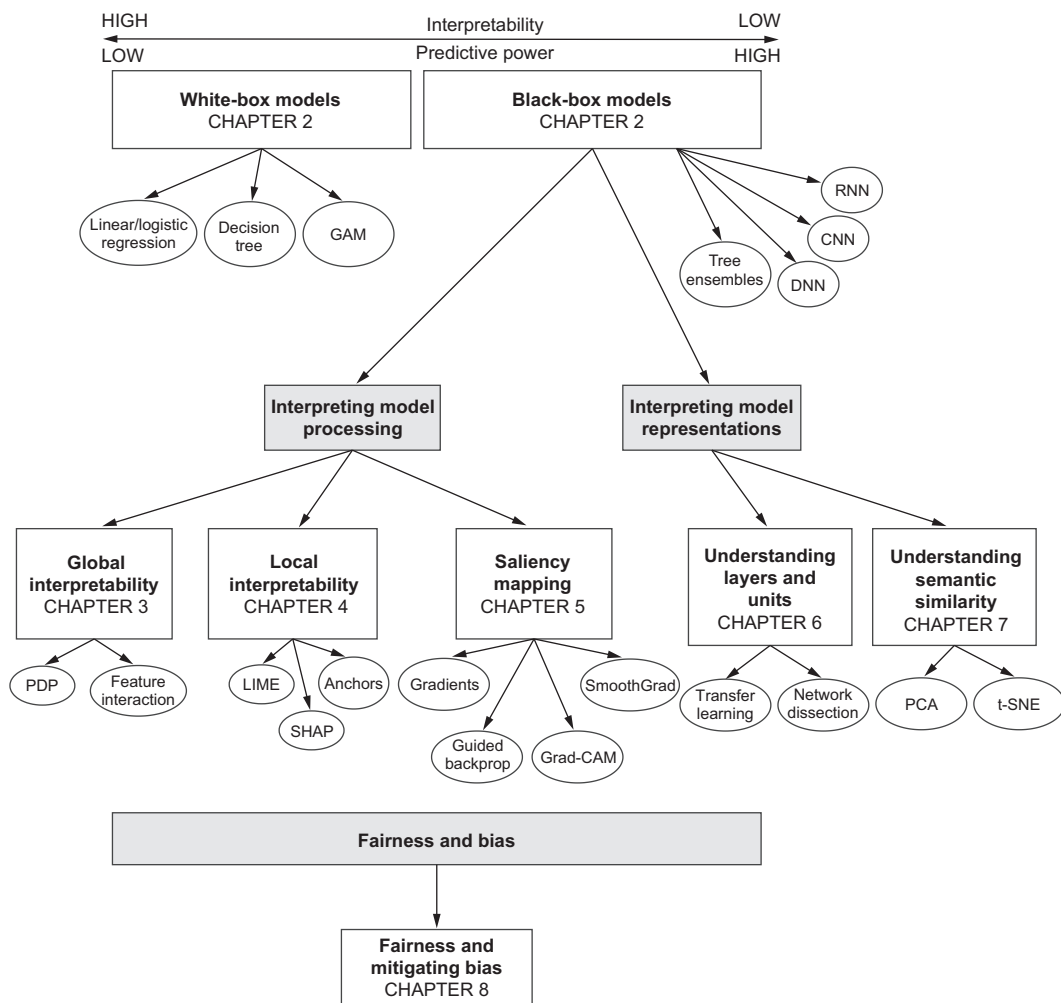 HIGH
LOW
Interpretability
LOW
HIGH
Predictive power
White-box models
CHAPTER 2
Black-box models
CHAPTER 2
Linear/logistic
regression
Decision
tree
GAM
Tree
ensembles
DNN
CNN
RNN
Interpreting model
processing
Interpreting model
representations
Global
interpretability
CHAPTER 3
Local
interpretability
CHAPTER 4
Saliency
mapping
CHAPTER 5
Understanding
layers and
units
CHAPTER 6
Understanding
semantic
similarity
CHAPTER 7
PDP
Feature
interaction
LIME
SHAP
Anchors
Gradients
Guided
backprop
Grad-CAM
SmoothGrad
Transfer
learning
Network
dissection
PCA
t-SNE
Fairness and bias
Fairness and
mitigating bias
CHAPTER 8